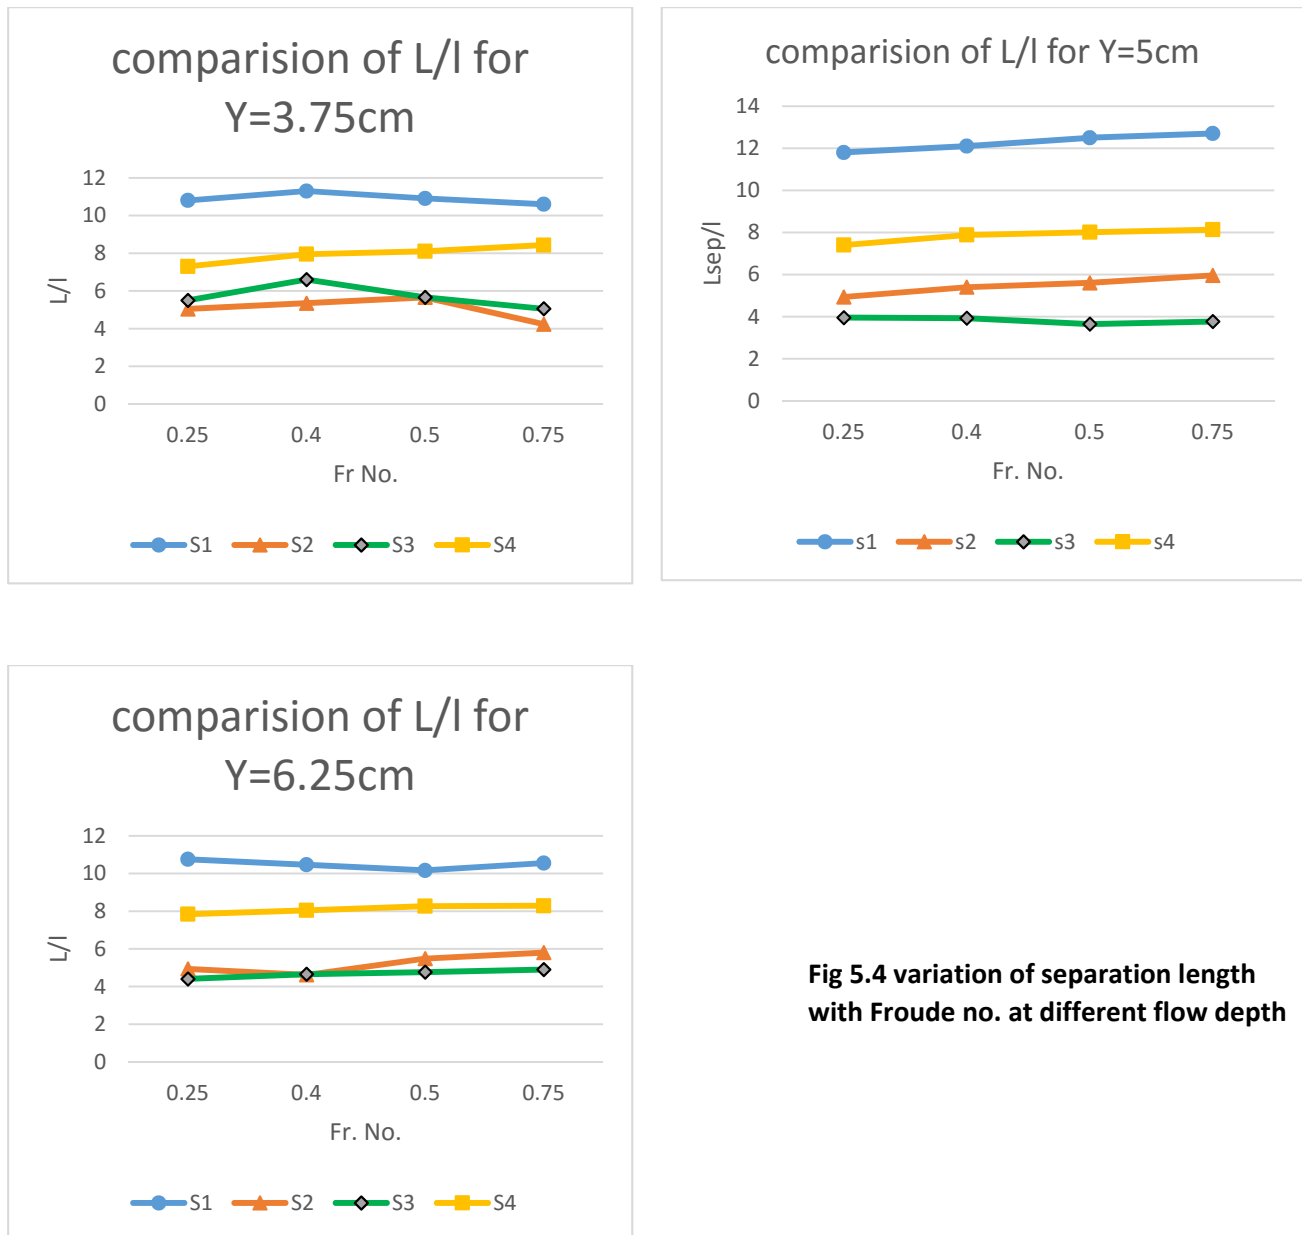 comparision of L/l for
Y=3.75cm
12
10
8
6
4
2
0
L/l
0.25 0.4 0.5 0.75
Fr No.
S1 S2 S3 S4
comparision of L/l for Y=5cm
14
12
10
8
6
4
2
0
Lsep/l
0.25 0.4 0.5 0.75
Fr. No.
s1 s2 s3 s4
comparision of L/l for
Y=6.25cm
12
10
8
6
4
2
0
L/l
0.25 0.4 0.5 0.75
Fr. No.
S1 S2 S3 S4
Fig 5.4 variation of separation length
with Froude no. at different flow depth